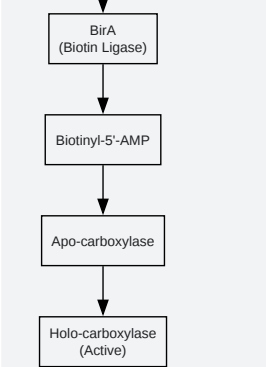 BirA
(Biotin Ligase)
Biotinyl-5'-AMP
Apo-carboxylase
Holo-carboxylase
(Active)